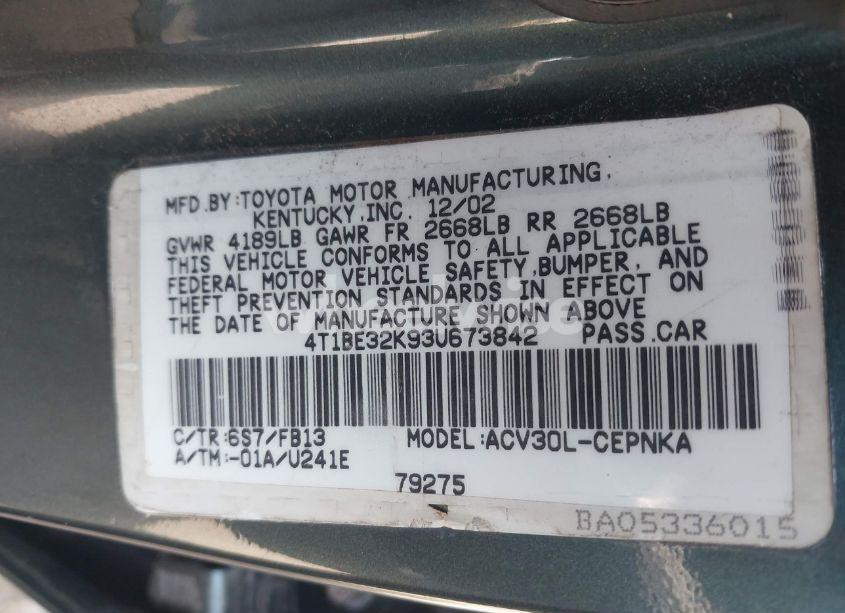 MFD.BY:TOYOTA MOTOR MANUFACTURING,
KENTUCKY,INC. 12/02
GVWR 4189LB GAWR FR 2668LB RR 2668LB
THIS VEHICLE CONFORMS TO ALL APPLICABLE
FEDERAL MOTOR VEHICLE SAFETY,BUMPER, AND
THEFT PREVENTION STANDARDS IN EFFECT ON
THE DATE OF MANUFACTURE SHOWN ABOVE
4T1BE32K93U673842 PASS.CAR
C/TR:6S7/FB13 MODEL:ACV30L-CEPNKA
A/TM:-01A/U241E
79275
BA05336015